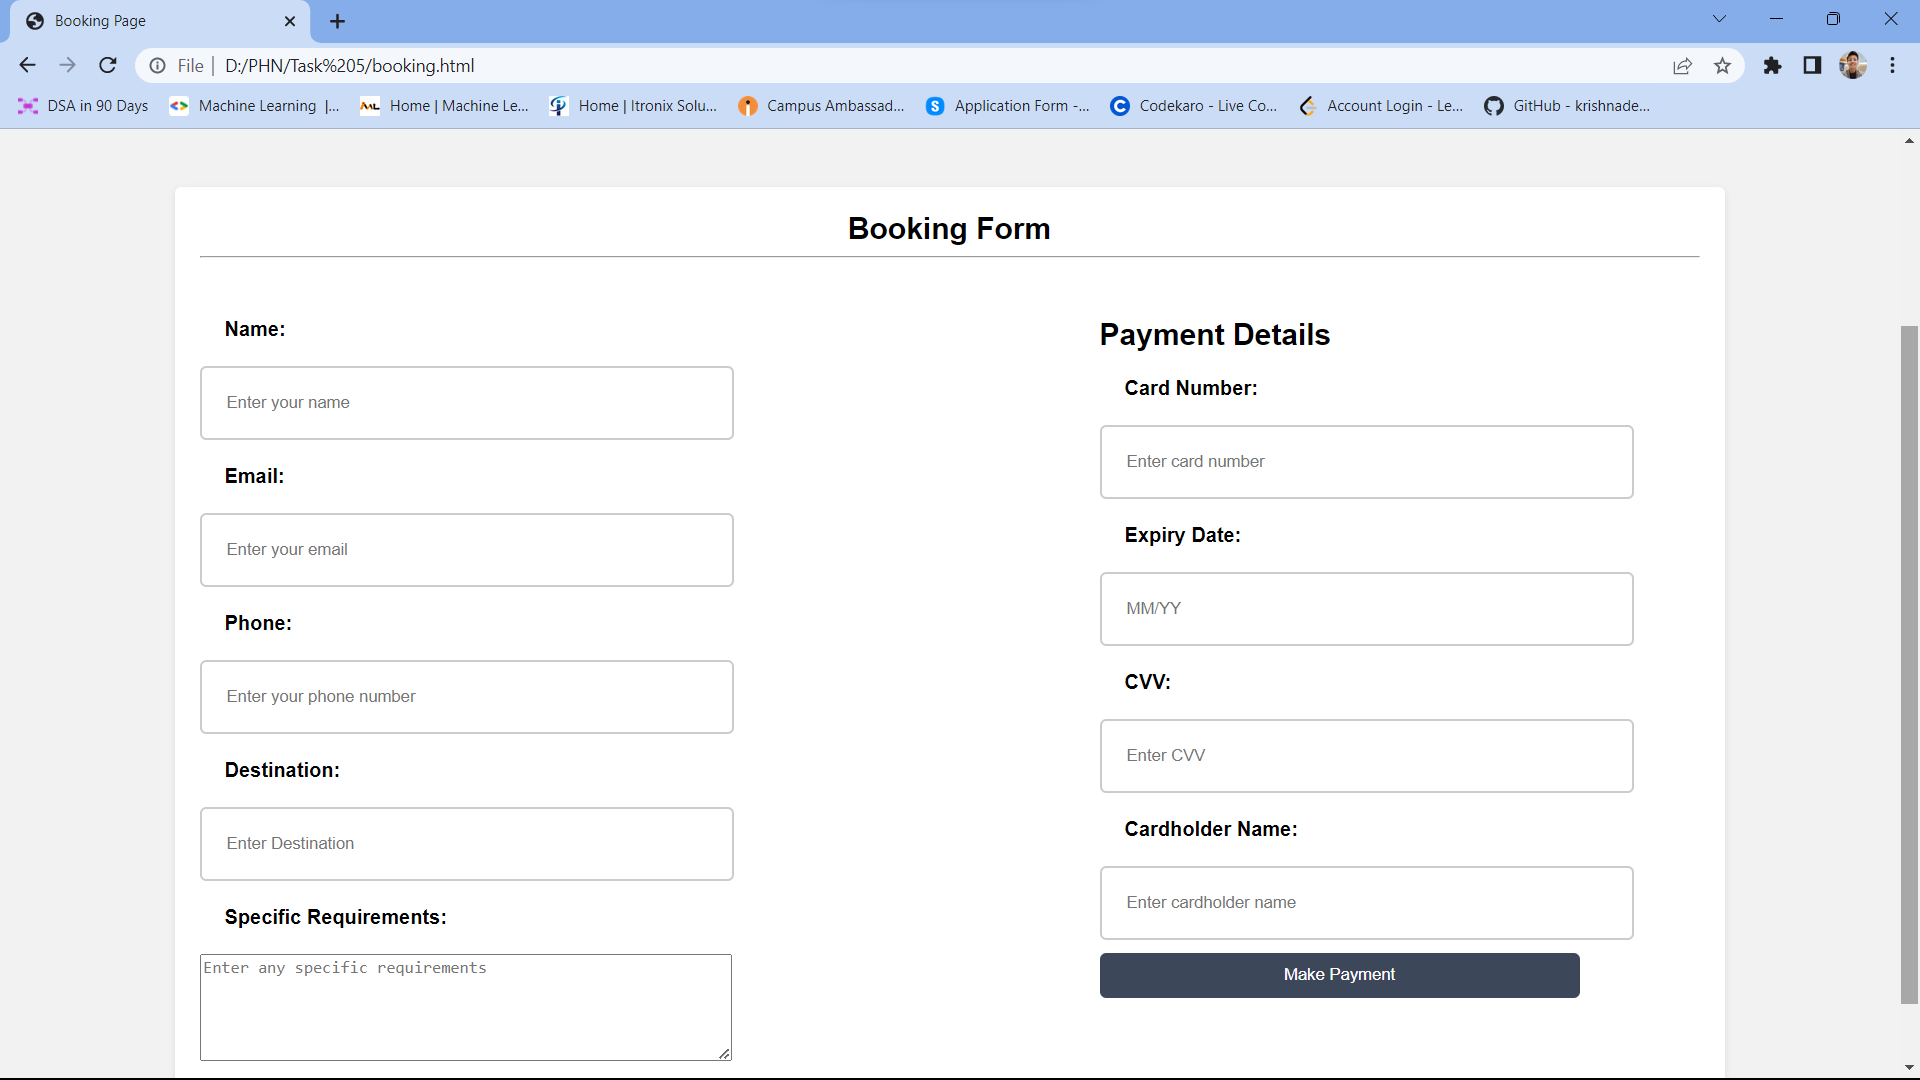 Booking Page
File | D:/PHN/Task%205/booking.html
DSA in 90 Days
Machine Learning |...
Home | Machine Le...
Home | Itronix Solu...
Campus Ambassad...
Application Form -...
Codekaro - Live Co...
Account Login - Le...
GitHub - krishnade...
Booking Form
Name:
Enter your name
Email:
Enter your email
Phone:
Enter your phone number
Destination:
Enter Destination
Specific Requirements:
Enter any specific requirements
Payment Details
Card Number:
Enter card number
Expiry Date:
MM/YY
CVV:
Enter CVV
Cardholder Name:
Enter cardholder name
Make Payment